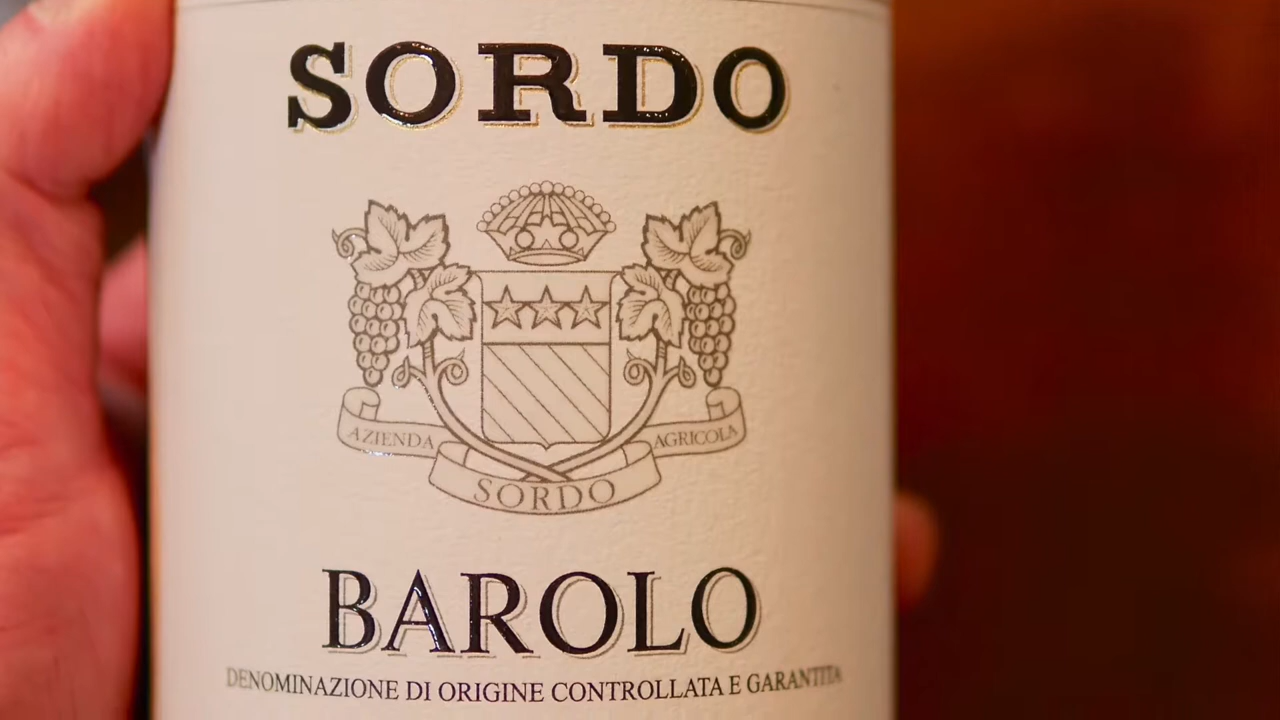 SORDO
AZIENDA AGRICOLA
SORDO
BAROLO
DENOMINAZIONE DI ORIGINE CONTROLLATA E GARANTITA